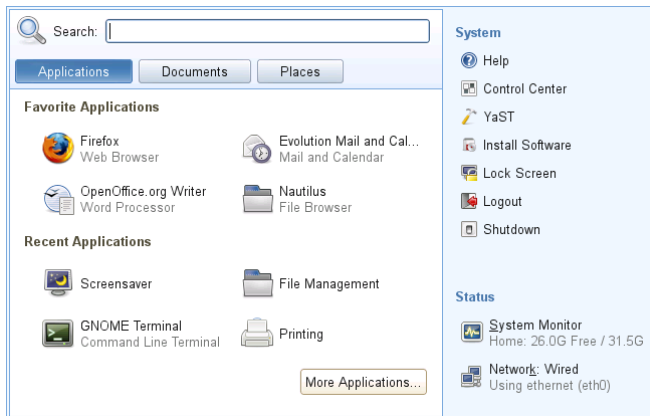 Search:
Applications
Documents
Places
Favorite Applications
Firefox
Web Browser
Evolution Mail and Cal...
Mail and Calendar
OpenOffice.org Writer
Word Processor
Nautilus
File Browser
Recent Applications
Screensaver
File Management
GNOME Terminal
Command Line Terminal
Printing
More Applications...
System
Help
Control Center
YaST
Install Software
Lock Screen
Logout
Shutdown
Status
System Monitor
Home: 26.0G Free / 31.5G
Network: Wired
Using ethernet (eth0)